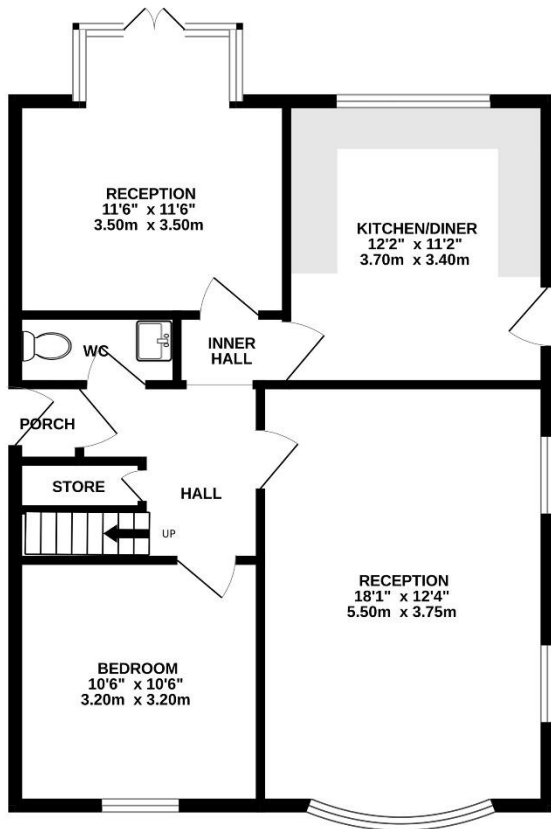 RECEPTION
11'6" x 11'6"
3.50m x 3.50m
KITCHEN/DINER
12'2" x 11'2"
3.70m x 3.40m
WC
INNER
HALL
PORCH
STORE
HALL
UP
RECEPTION
18'1" x 12'4"
5.50m x 3.75m
BEDROOM
10'6" x 10'6"
3.20m x 3.20m